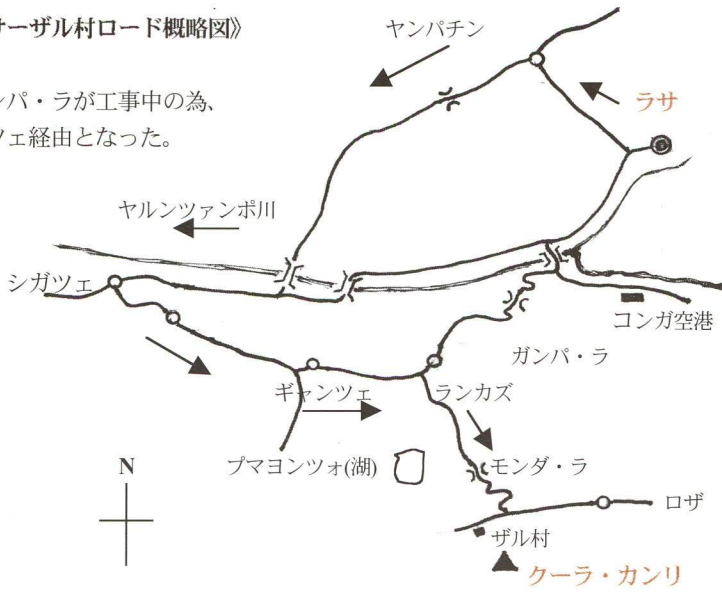 ーザル村ロード概略図》
ヤンパチン
パ・ラが工事中の為、
ェ経由となった。
ラサ
ヤルンツァンポ川
シガツェ
コンガ空港
ガンパ・ラ
ギャンツェ
ランカズ
N
プマヨンツォ(湖)
モンダ・ラ
ロザ
ザル村
クーラ・カンリ